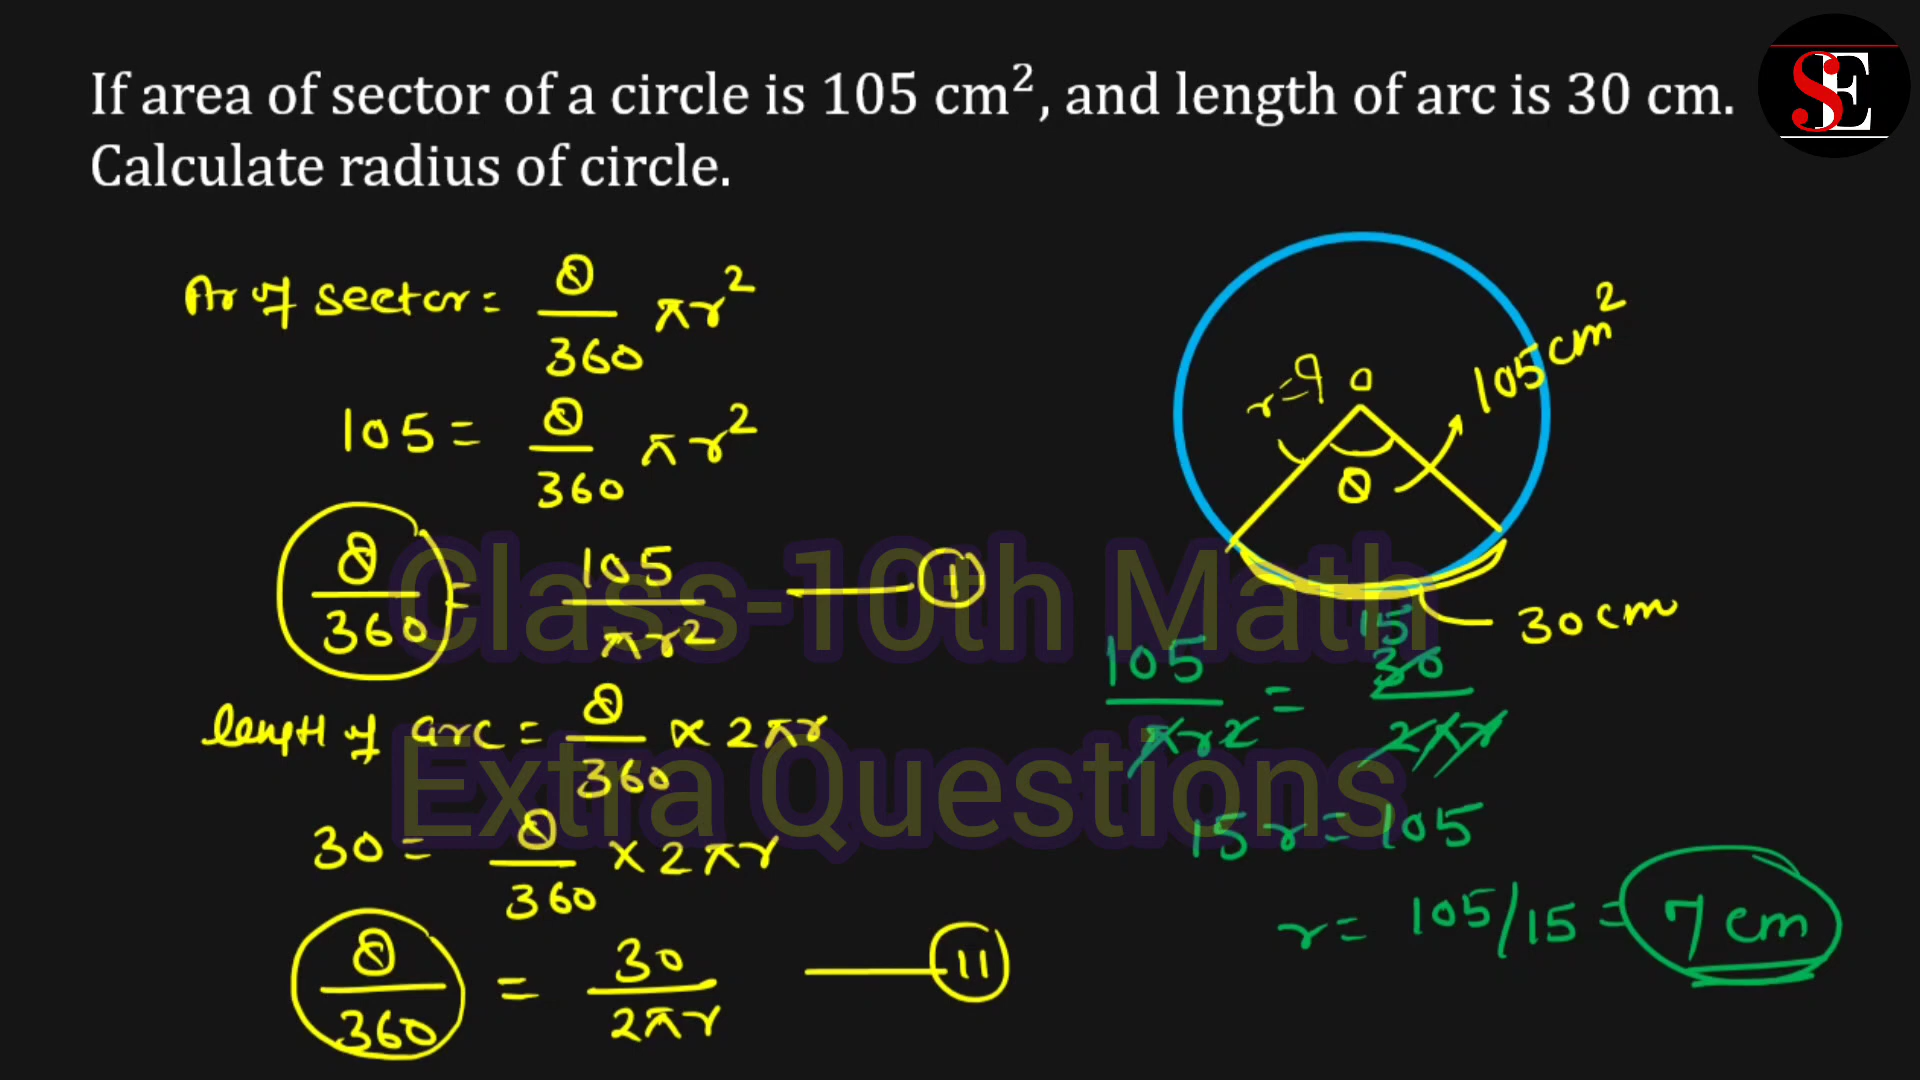 If area of sector of a circle is 105 cm², and length of arc is 30 cm.
Calculate radius of circle.
SE
Ar of sector = θ/360 πr²
105 = θ/360 πr²
θ/360 = 105/πr² ——— (I)
length of arc = θ/360 × 2πr
30 = θ/360 × 2πr
θ/360 = 30/2πr ——— (II)
r=? O
θ
105 cm²
30 cm
15
105/πr² = 30/2πr
15r = 105
r = 105/15 = 7 cm
Class-10th Math
Extra Questions